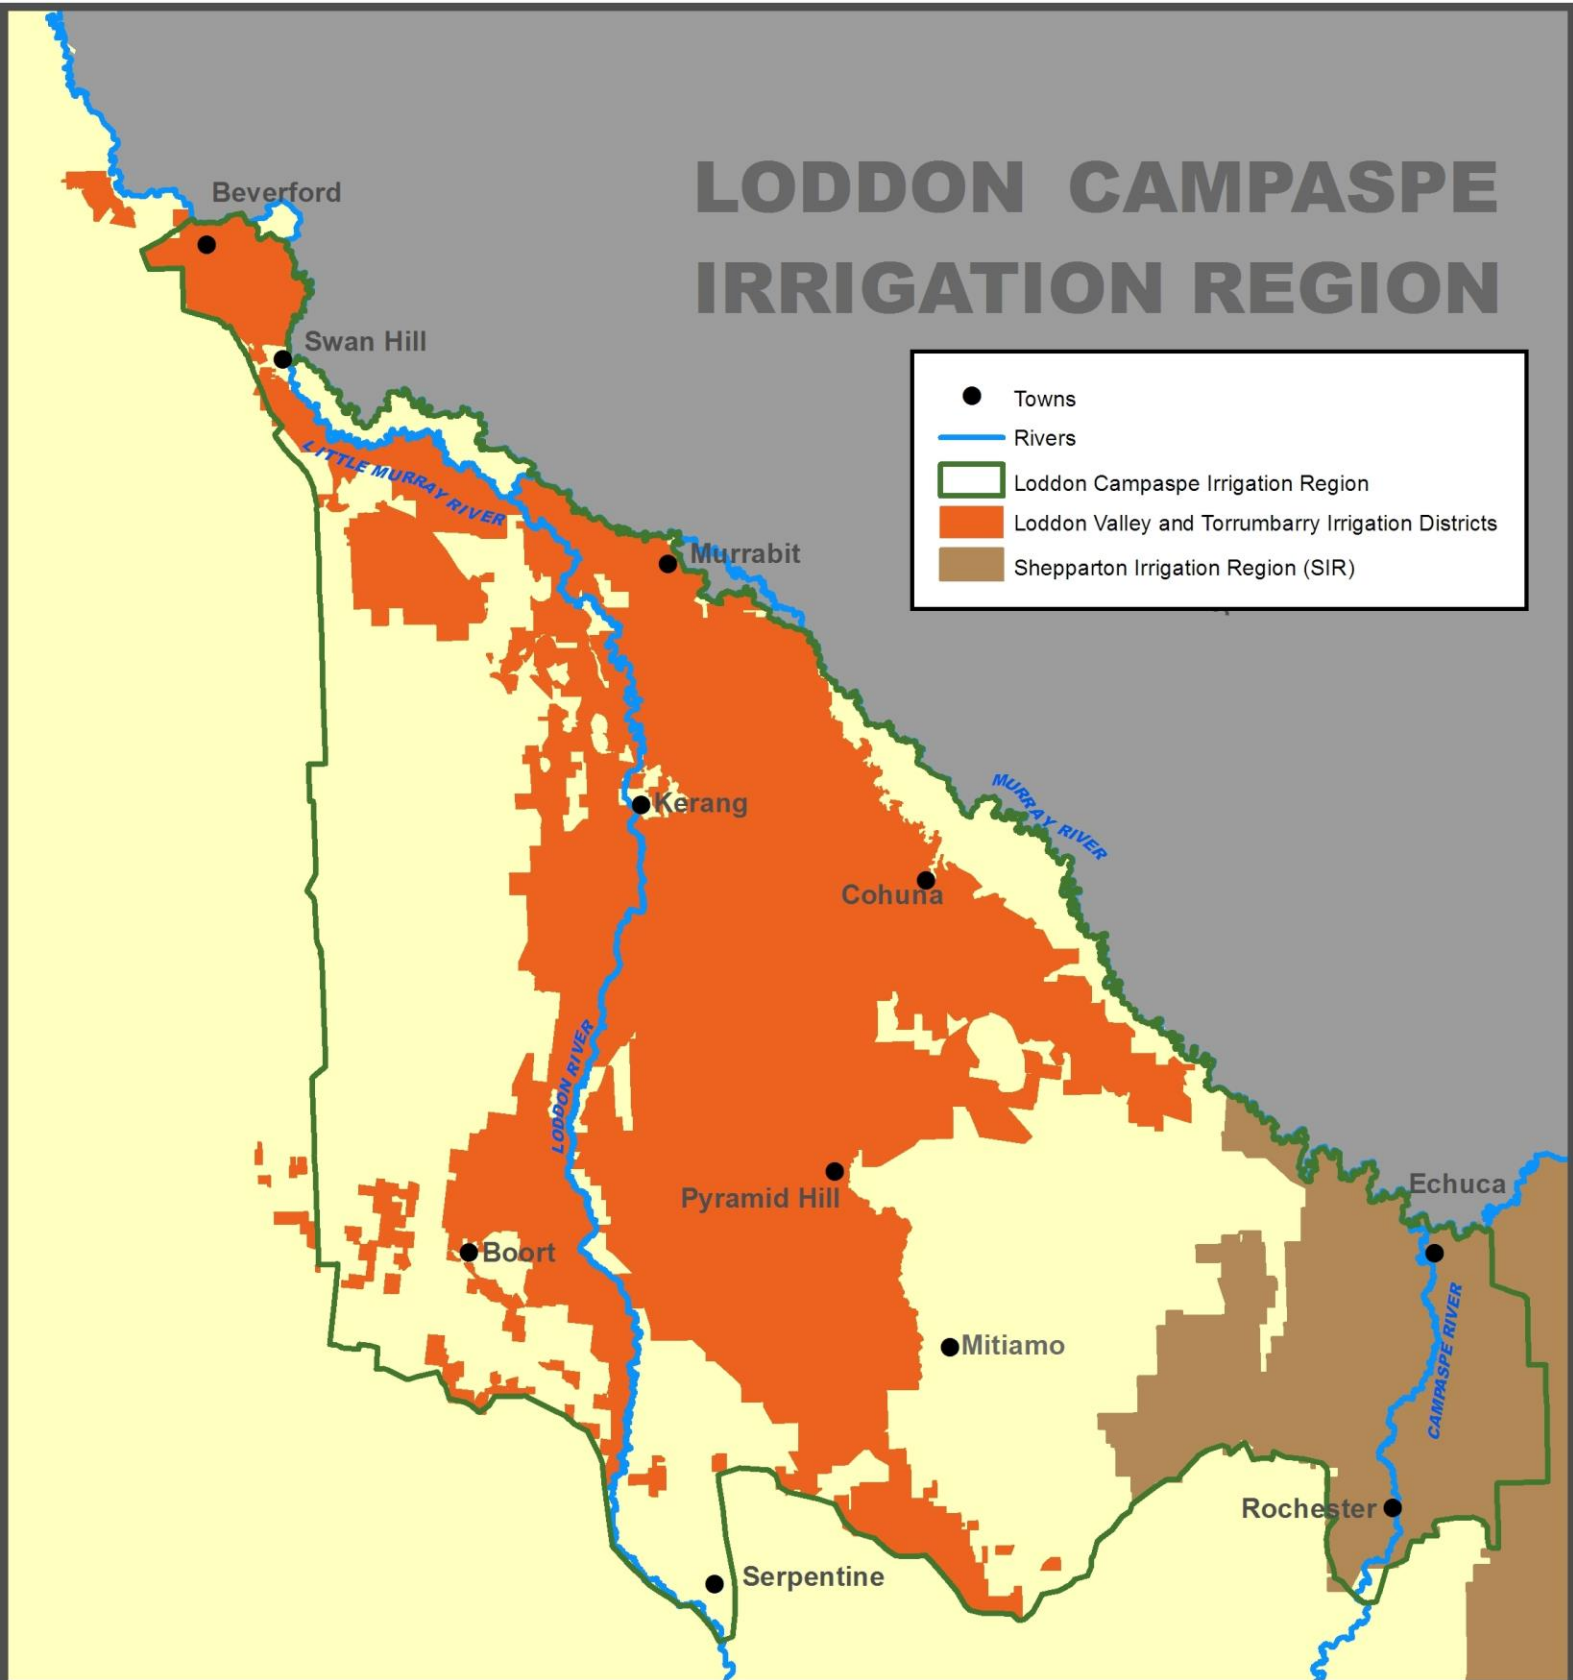 LODDON CAMPASPE
IRRIGATION REGION
Towns
Rivers
Loddon Campaspe Irrigation Region
Loddon Valley and Torrumbarry Irrigation Districts
Shepparton Irrigation Region (SIR)
Beverford
Swan Hill
LITTLE MURRAY RIVER
Murrabit
MURRAY RIVER
Kerang
Cohuna
LODDON RIVER
Pyramid Hill
Echuca
Boort
CAMPASPE RIVER
Mitiamo
Rochester
Serpentine